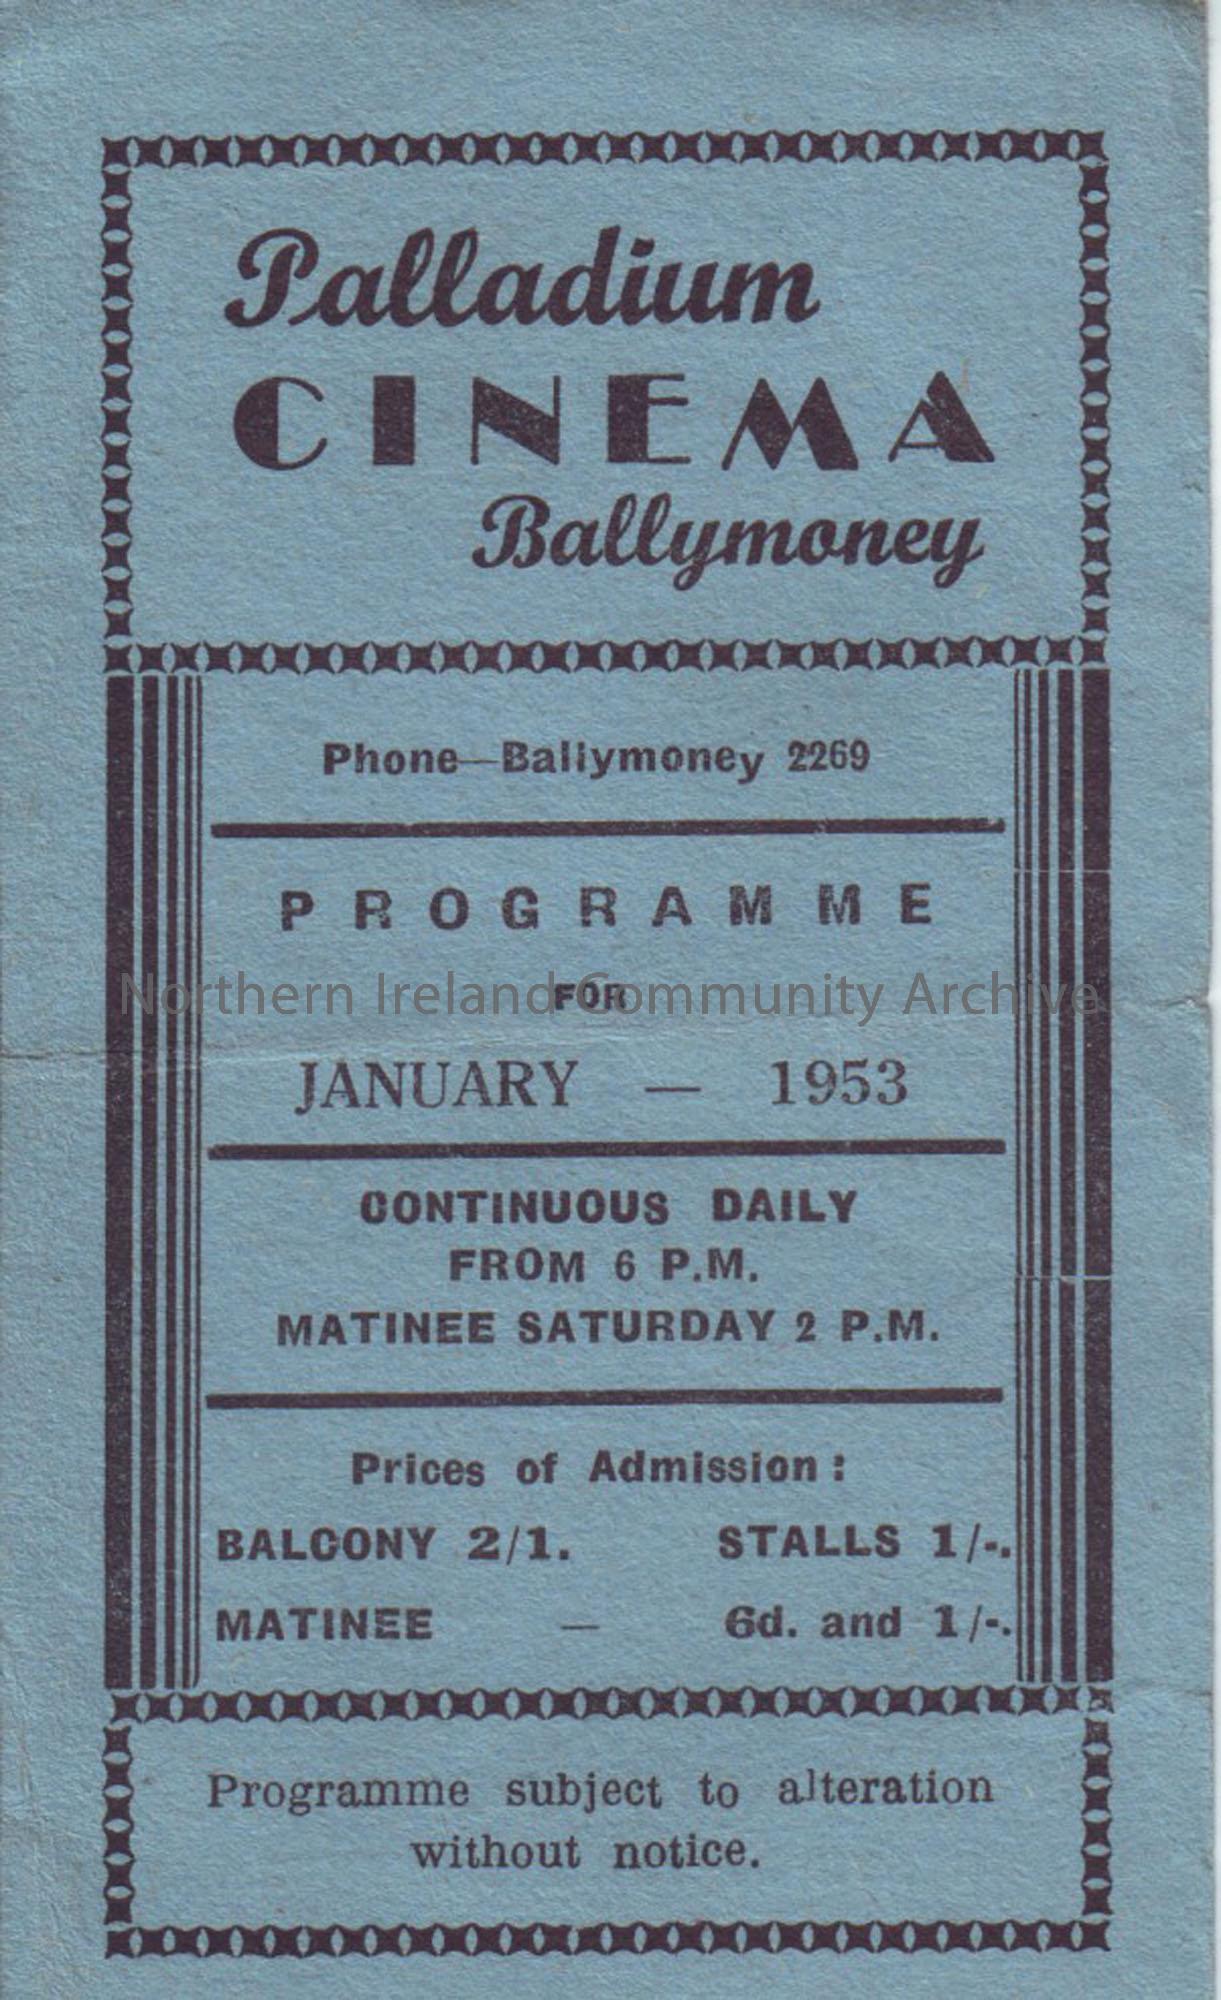 Palladium
CINEMA
Ballymoney
Phone—Ballymoney 2269
PROGRAMME
FOR
Northern Ireland Community Archive
JANUARY — 1953
CONTINUOUS DAILY
FROM 6 P.M.
MATINEE SATURDAY 2 P.M.
Prices of Admission :
BALCONY 2/1. STALLS 1/-.
MATINEE — 6d. and 1/-.
Programme subject to alteration
without notice.